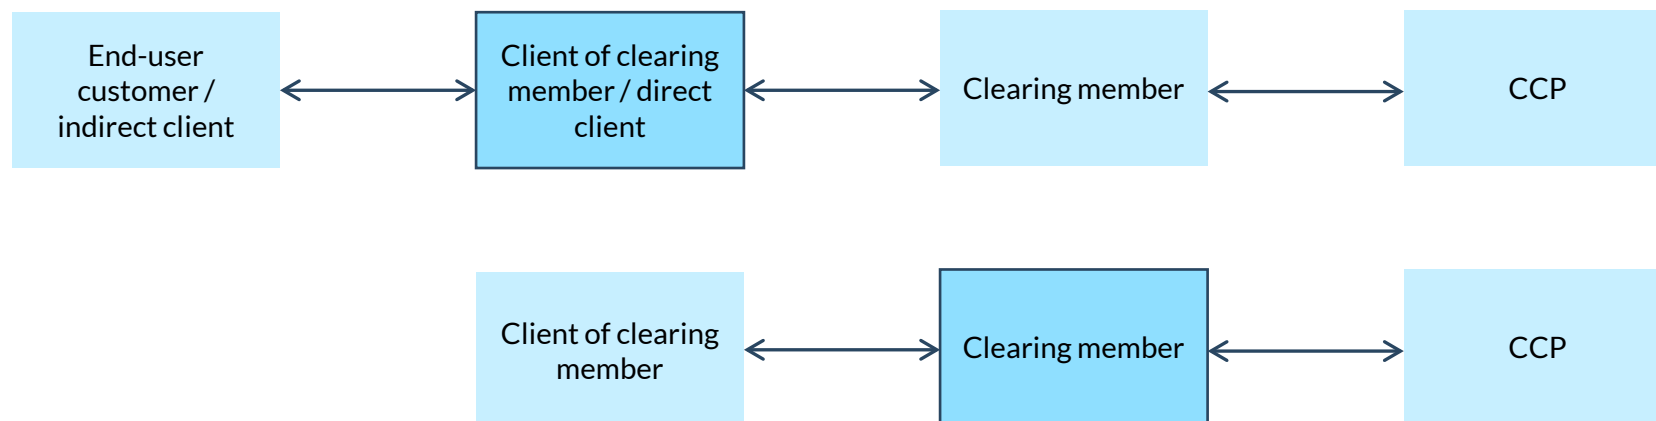 End-user
customer /
indirect client
Client of clearing
member / direct
client
Clearing member
CCP
Client of clearing
member
Clearing member
CCP